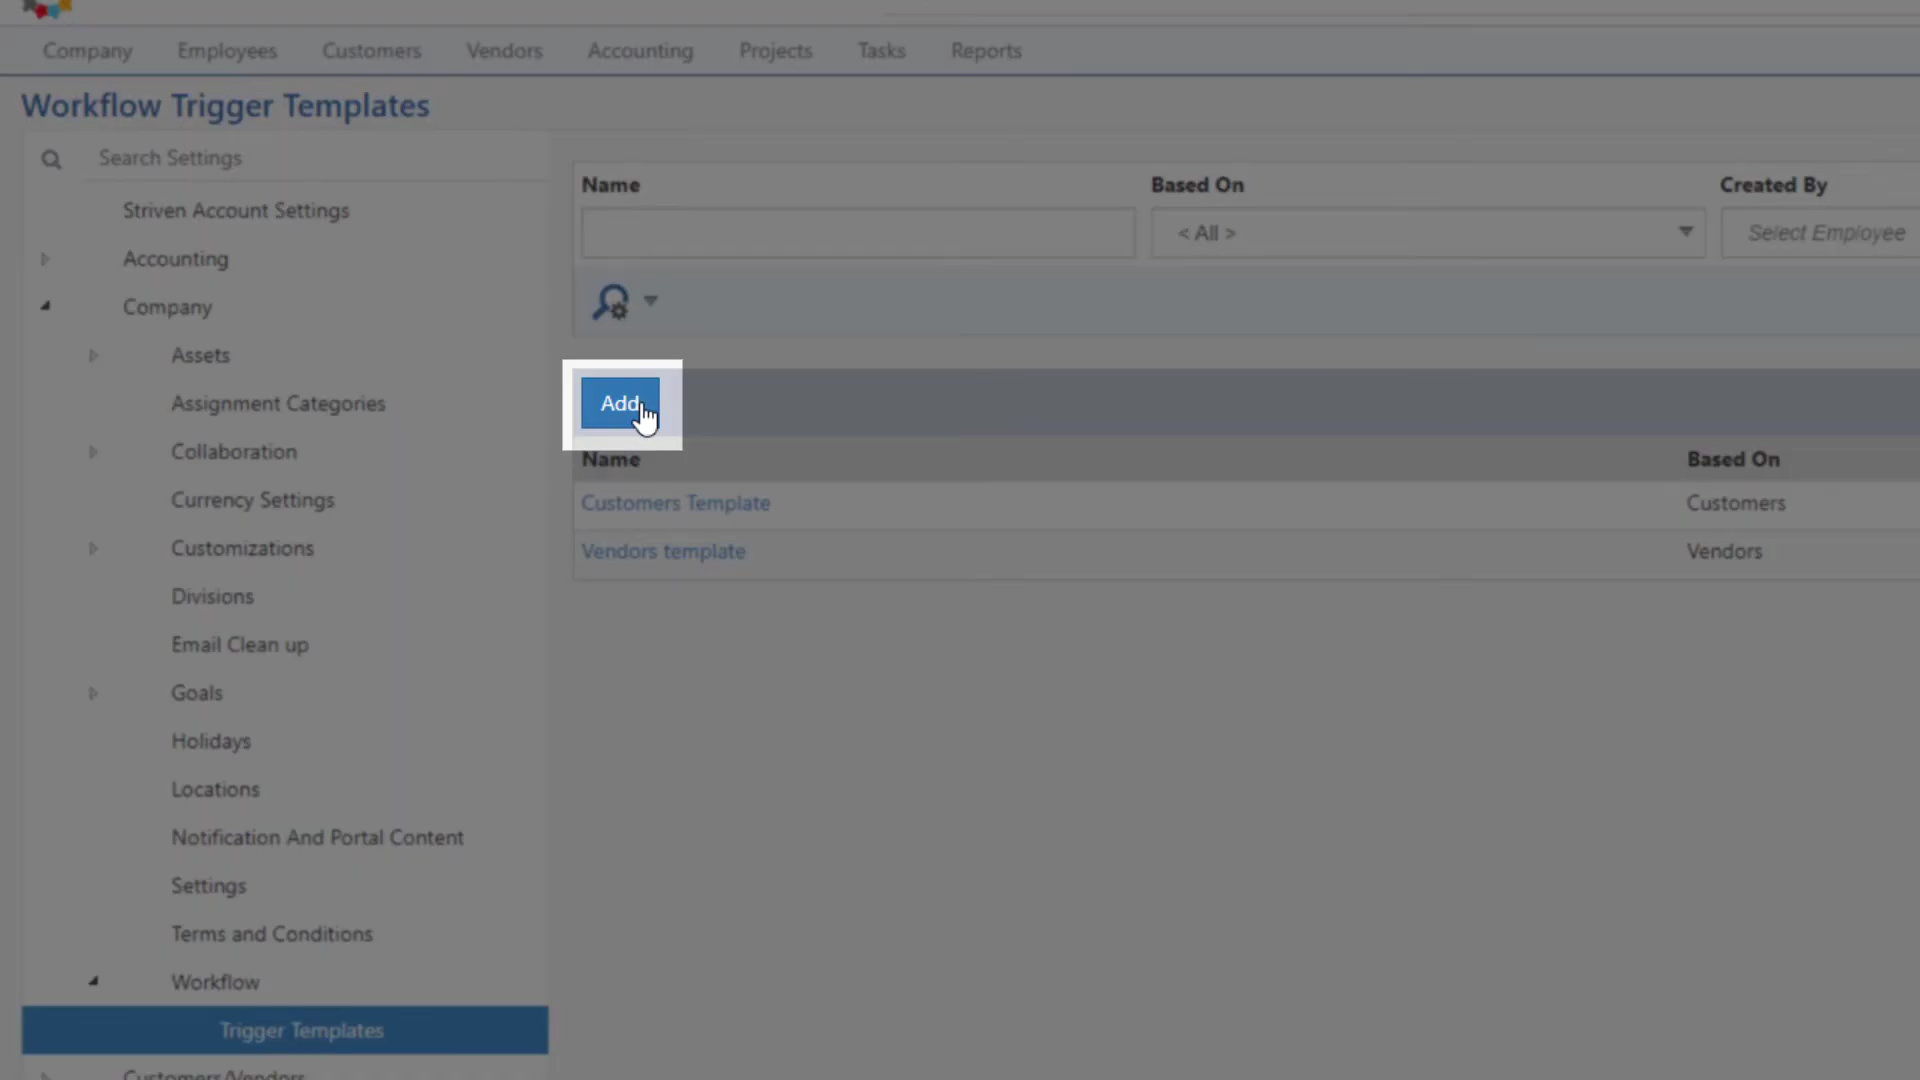 Company Employees Customers Vendors Accounting Projects Tasks Reports
Workflow Trigger Templates
Search Settings
Striven Account Settings
Accounting
Company
Assets
Assignment Categories
Collaboration
Currency Settings
Customizations
Divisions
Email Clean up
Goals
Holidays
Locations
Notification And Portal Content
Settings
Terms and Conditions
Workflow
Trigger Templates
Customers/Vendors
Name Based On Created By
< All > Select Employee
Add
Name Based On
Customers Template Customers
Vendors template Vendors